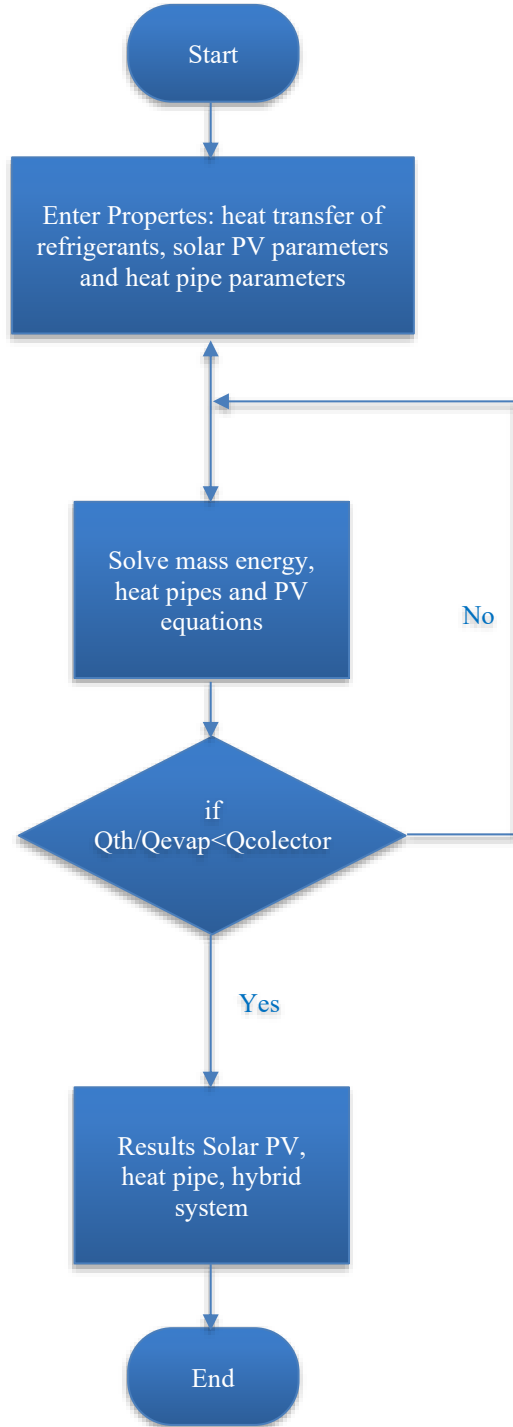 Start
Enter Propertes: heat transfer of
refrigerants, solar PV parameters
and heat pipe parameters
Solve mass energy,
heat pipes and PV
equations
No
if
Qth/Qevap<Qcolector
Yes
Results Solar PV,
heat pipe, hybrid
system
End